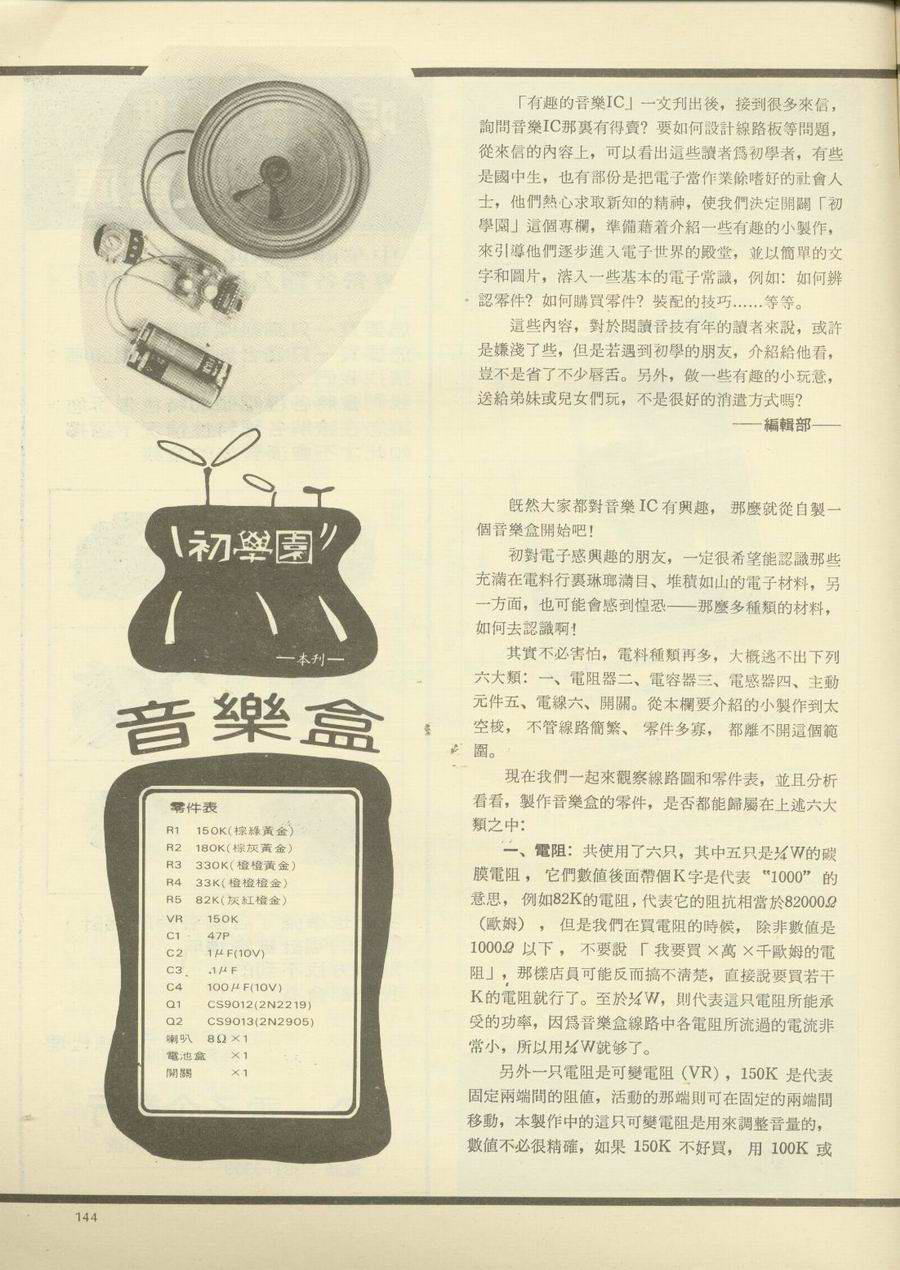 「初學園」
—本刊—
音樂盒
零件表
R1 150K(棕綠黃金)
R2 180K(棕灰黃金)
R3 330K(橙橙黃金)
R4 33K(橙橙橙金)
R5 82K(灰紅橙金)
VR 150K
C1 47P
C2 1μF(10V)
C3 .1μF
C4 100μF(10V)
Q1 CS9012(2N2219)
Q2 CS9013(2N2905)
喇叭 8Ω×1
電池盒 ×1
開關 ×1
「有趣的音樂IC」一文刋出後，接到很多來信，
詢問音樂IC那裏有得賣？要如何設計線路板等問題，
從來信的內容上，可以看出這些讀者爲初學者，有些
是國中生，也有部份是把電子當作業餘嗜好的社會人
士，他們熱心求取新知的精神，使我們決定開闢「初
學園」這個專欄，準備藉着介紹一些有趣的小製作，
來引導他們逐步進入電子世界的殿堂，並以簡單的文
字和圖片，溶入一些基本的電子常識，例如：如何辨
認零件？如何購買零件？裝配的技巧……等等。
這些內容，對於閱讀音技有年的讀者來說，或許
是嫌淺了些，但是若遇到初學的朋友，介紹給他看，
豈不是省了不少唇舌。另外，做一些有趣的小玩意，
送給弟妹或兒女們玩，不是很好的消遣方式嗎？
——編輯部——
旣然大家都對音樂 IC 有興趣， 那麼就從自製一
個音樂盒開始吧！
初對電子感興趣的朋友，一定很希望能認識那些
充滿在電料行裏琳瑯滿目、堆積如山的電子材料，另
一方面，也可能會感到惶恐——那麼多種類的材料，
如何去認識啊！
其實不必害怕，電料種類再多，大概逃不出下列
六大類：一、電阻器二、電容器三、電感器四、主動
元件五、電線六、開關。從本欄要介紹的小製作到太
空梭， 不管線路簡繁、 零件多寡， 都離不開這個範
圍。
現在我們一起來觀察線路圖和零件表，並且分析
看看，製作音樂盒的零件，是否都能歸屬在上述六大
類之中：
一、電阻：共使用了六只，其中五只是¼W的碳
膜電阻 ， 它們數値後面帶個K字是代表 "1000" 的
意思， 例如82K的電阻，代表它的阻抗相當於82000Ω
（歐姆） ， 但是我們在買電阻的時候， 除非數値是
1000Ω 以下 ， 不要說 「 我要買 ×萬 ×千歐姆的電
阻」，那樣店員可能反而搞不清楚，直接說要買若干
K的電阻就行了。至於¼W，則代表這只電阻所能承
受的功率，因爲音樂盒線路中各電阻所流過的電流非
常小，所以用¼W就够了。
另外一只電阻是可變電阻 (VR) ，150K 是代表
固定兩端間的阻値，活動的那端則可在固定的兩端間
移動，本製作中的這只可變電阻是用來調整音量的，
數値不必很精確，如果 150K 不好買， 用 100K 或
144